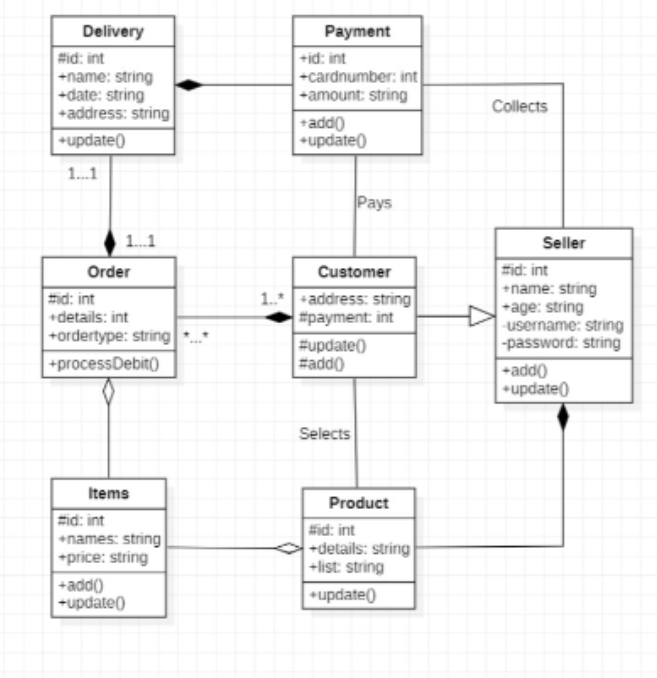 Delivery
#id: int
+name: string
+date: string
+address: string
+update()
Payment
+id: int
+cardnumber: int
+amount: string
+add()
+update()
Collects
1...1
1...1
Pays
Order
#id: int
+details: int
+ordertype: string
+processDebit()
1..*
*...*
Customer
+address: string
#payment: int
#update()
#add()
Seller
#id: int
+name: string
+age: string
-username: string
-password: string
+add()
+update()
Selects
Items
#id: int
+names: string
+price: string
+add()
+update()
Product
#id: int
+details: string
+list: string
+update()